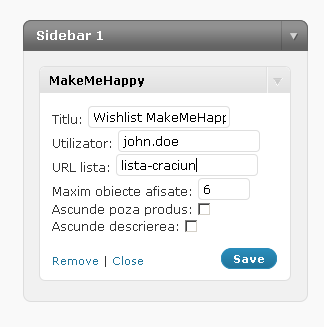 Sidebar 1
MakeMeHappy
Titlu: Wishlist MakeMeHapp
Utilizator: john.doe
URL lista: lista-craciun
Maxim obiecte afisate: 6
Ascunde poza produs:
Ascunde descrierea:
Remove | Close Save